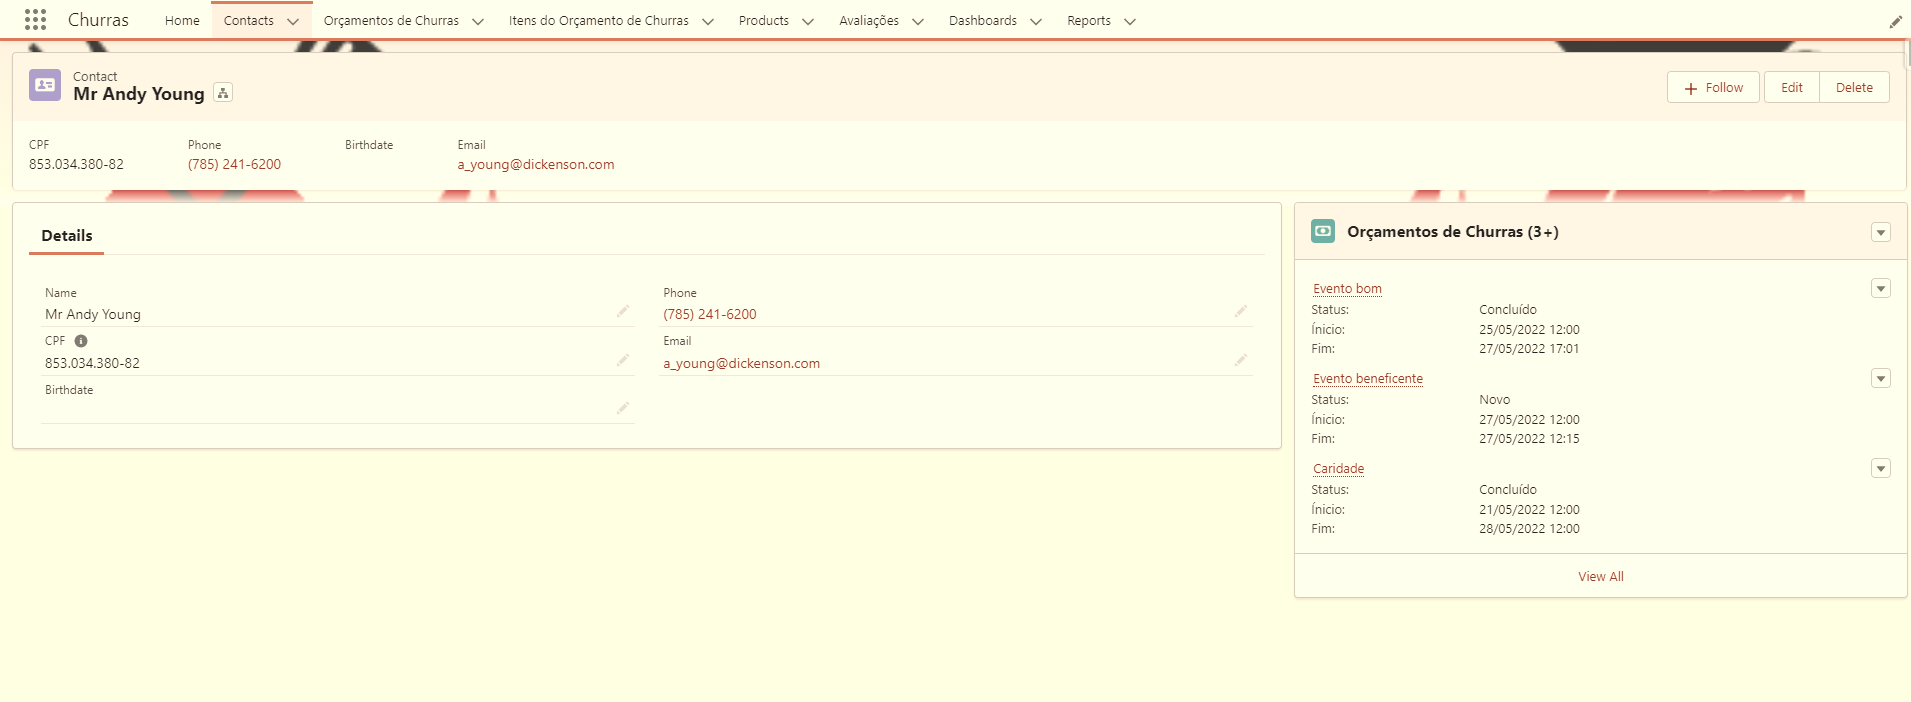 Churras Home Contacts Orçamentos de Churras Itens do Orçamento de Churras Products Avaliações Dashboards Reports
Contact
Mr Andy Young
Follow Edit Delete
CPF Phone Birthdate Email
853.034.380-82 (785) 241-6200 a_young@dickenson.com
Details
Name Phone
Mr Andy Young (785) 241-6200
CPF Email
853.034.380-82 a_young@dickenson.com
Birthdate
Orçamentos de Churras (3+)
Evento bom
Status: Concluído
Ínicio: 25/05/2022 12:00
Fim: 27/05/2022 17:01
Evento beneficente
Status: Novo
Ínicio: 27/05/2022 12:00
Fim: 27/05/2022 12:15
Caridade
Status: Concluído
Ínicio: 21/05/2022 12:00
Fim: 28/05/2022 12:00
View All